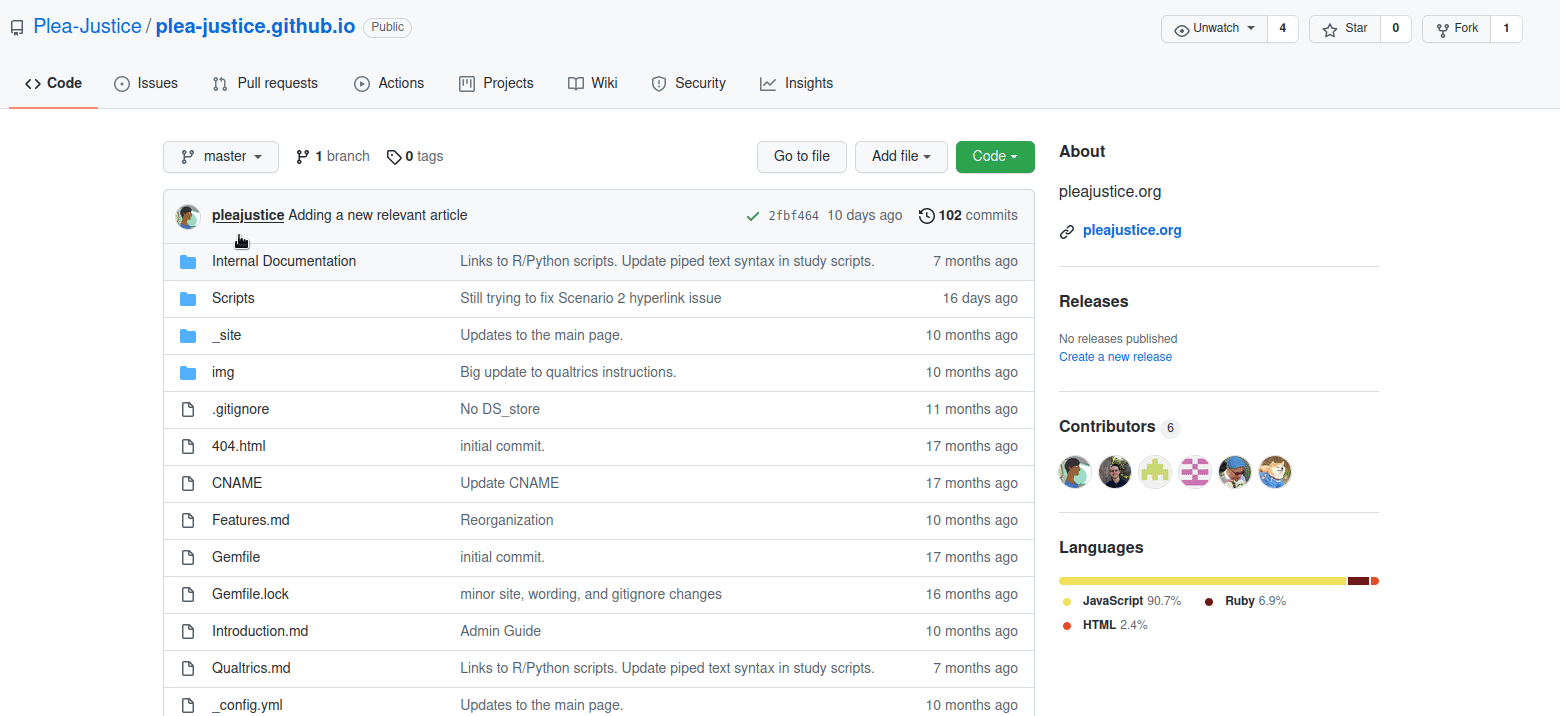 Plea-Justice / plea-justice.github.io Public Unwatch 4 Star 0 Fork 1
Code Issues Pull requests Actions Projects Wiki Security Insights
master 1 branch 0 tags Go to file Add file Code
pleajustice Adding a new relevant article 2fbf464 10 days ago 102 commits
Internal Documentation Links to R/Python scripts. Update piped text syntax in study scripts. 7 months ago
Scripts Still trying to fix Scenario 2 hyperlink issue 16 days ago
_site Updates to the main page. 10 months ago
img Big update to qualtrics instructions. 10 months ago
.gitignore No DS_store 11 months ago
404.html initial commit. 17 months ago
CNAME Update CNAME 17 months ago
Features.md Reorganization 10 months ago
Gemfile initial commit. 17 months ago
Gemfile.lock minor site, wording, and gitignore changes 16 months ago
Introduction.md Admin Guide 10 months ago
Qualtrics.md Links to R/Python scripts. Update piped text syntax in study scripts. 7 months ago
_config.yml Updates to the main page. 10 months ago
About
pleajustice.org
pleajustice.org
Releases
No releases published
Create a new release
Contributors 6
Languages
JavaScript 90.7% Ruby 6.9%
HTML 2.4%